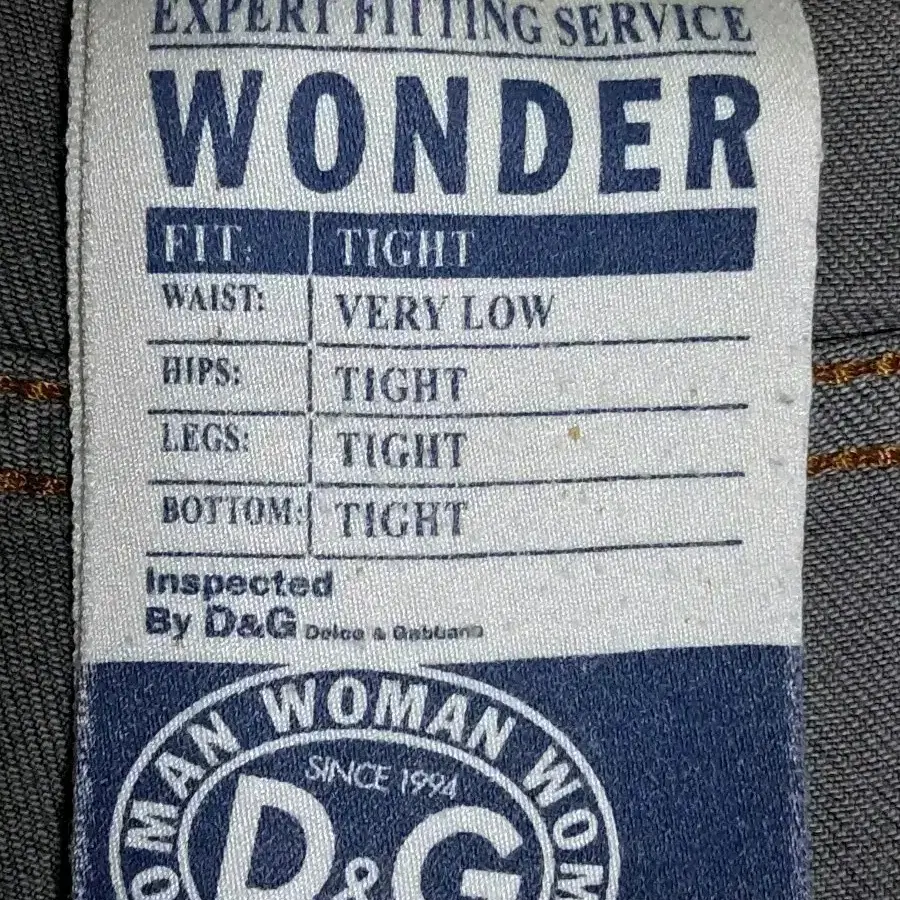 EXPERT FITTING SERVICE
WONDER
FIT: TIGHT
WAIST: VERY LOW
HIPS: TIGHT
LEGS: TIGHT
BOTTOM: TIGHT
Inspected
By D&G Dolce & Gabbana
WOMAN WOMAN WOM
SINCE 1994
D&G